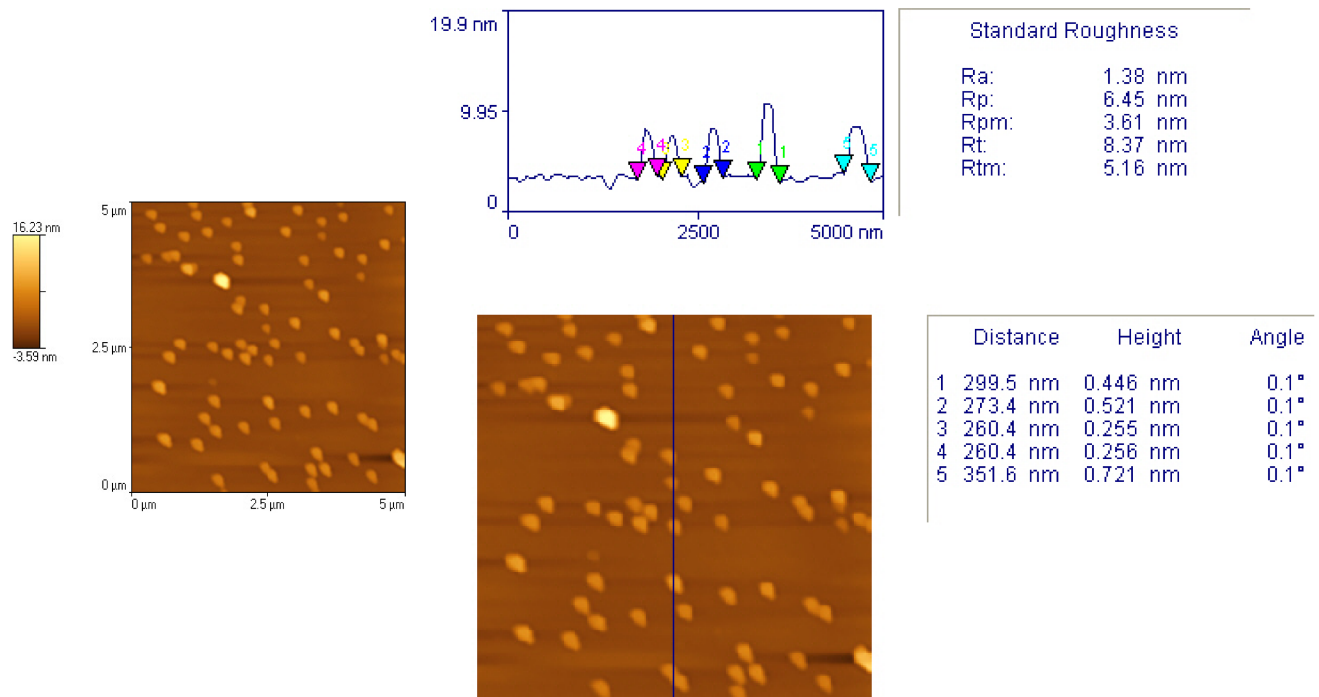 19.9 nm
9.95
0
0
2500
5000 nm
4
4
3
2
2
1
1
5
5
Standard Roughness
Ra: 1.38 nm
Rp: 6.45 nm
Rpm: 3.61 nm
Rt: 8.37 nm
Rtm: 5.16 nm
16.23 nm
-3.59 nm
5 µm
2.5 µm
0 µm
0 µm
2.5 µm
5 µm
Distance Height Angle
1 299.5 nm 0.446 nm 0.1°
2 273.4 nm 0.521 nm 0.1°
3 260.4 nm 0.255 nm 0.1°
4 260.4 nm 0.256 nm 0.1°
5 351.6 nm 0.721 nm 0.1°